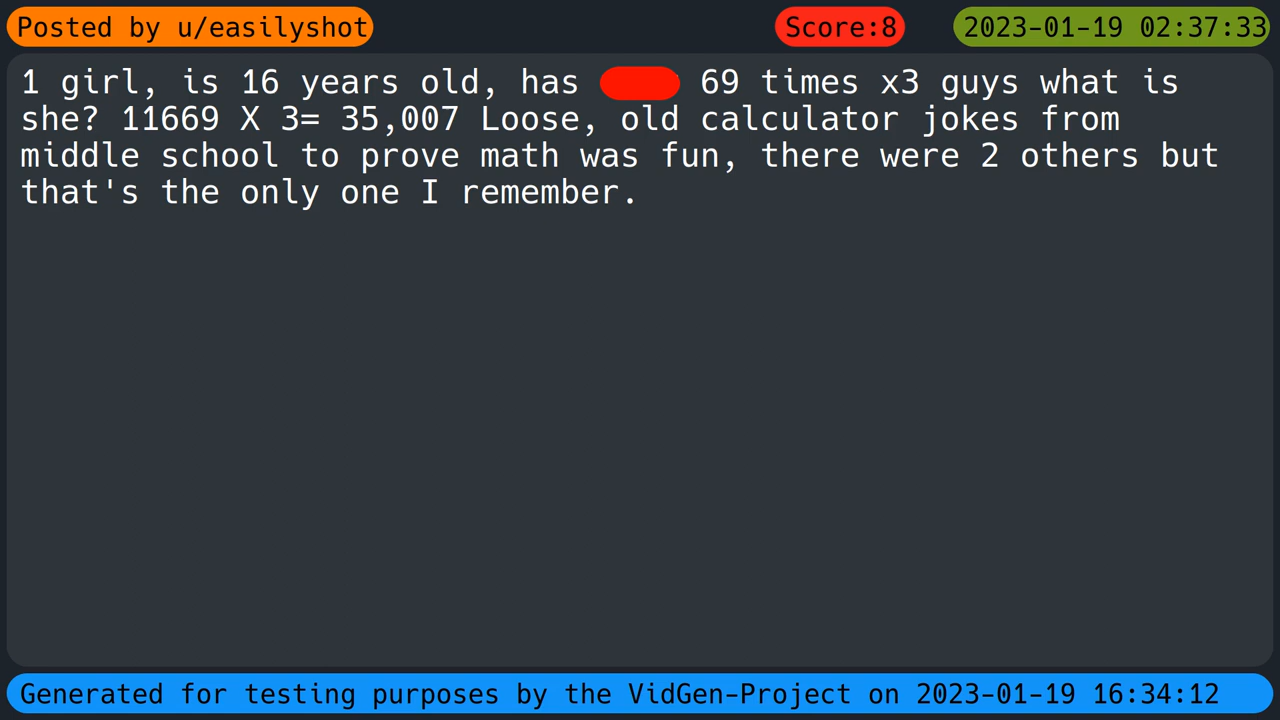 Posted by u/easilyshot
Score:8
2023-01-19 02:37:33
1 girl, is 16 years old, has 69 times x3 guys what is
she? 11669 X 3= 35,007 Loose, old calculator jokes from
middle school to prove math was fun, there were 2 others but
that's the only one I remember.
Generated for testing purposes by the VidGen-Project on 2023-01-19 16:34:12